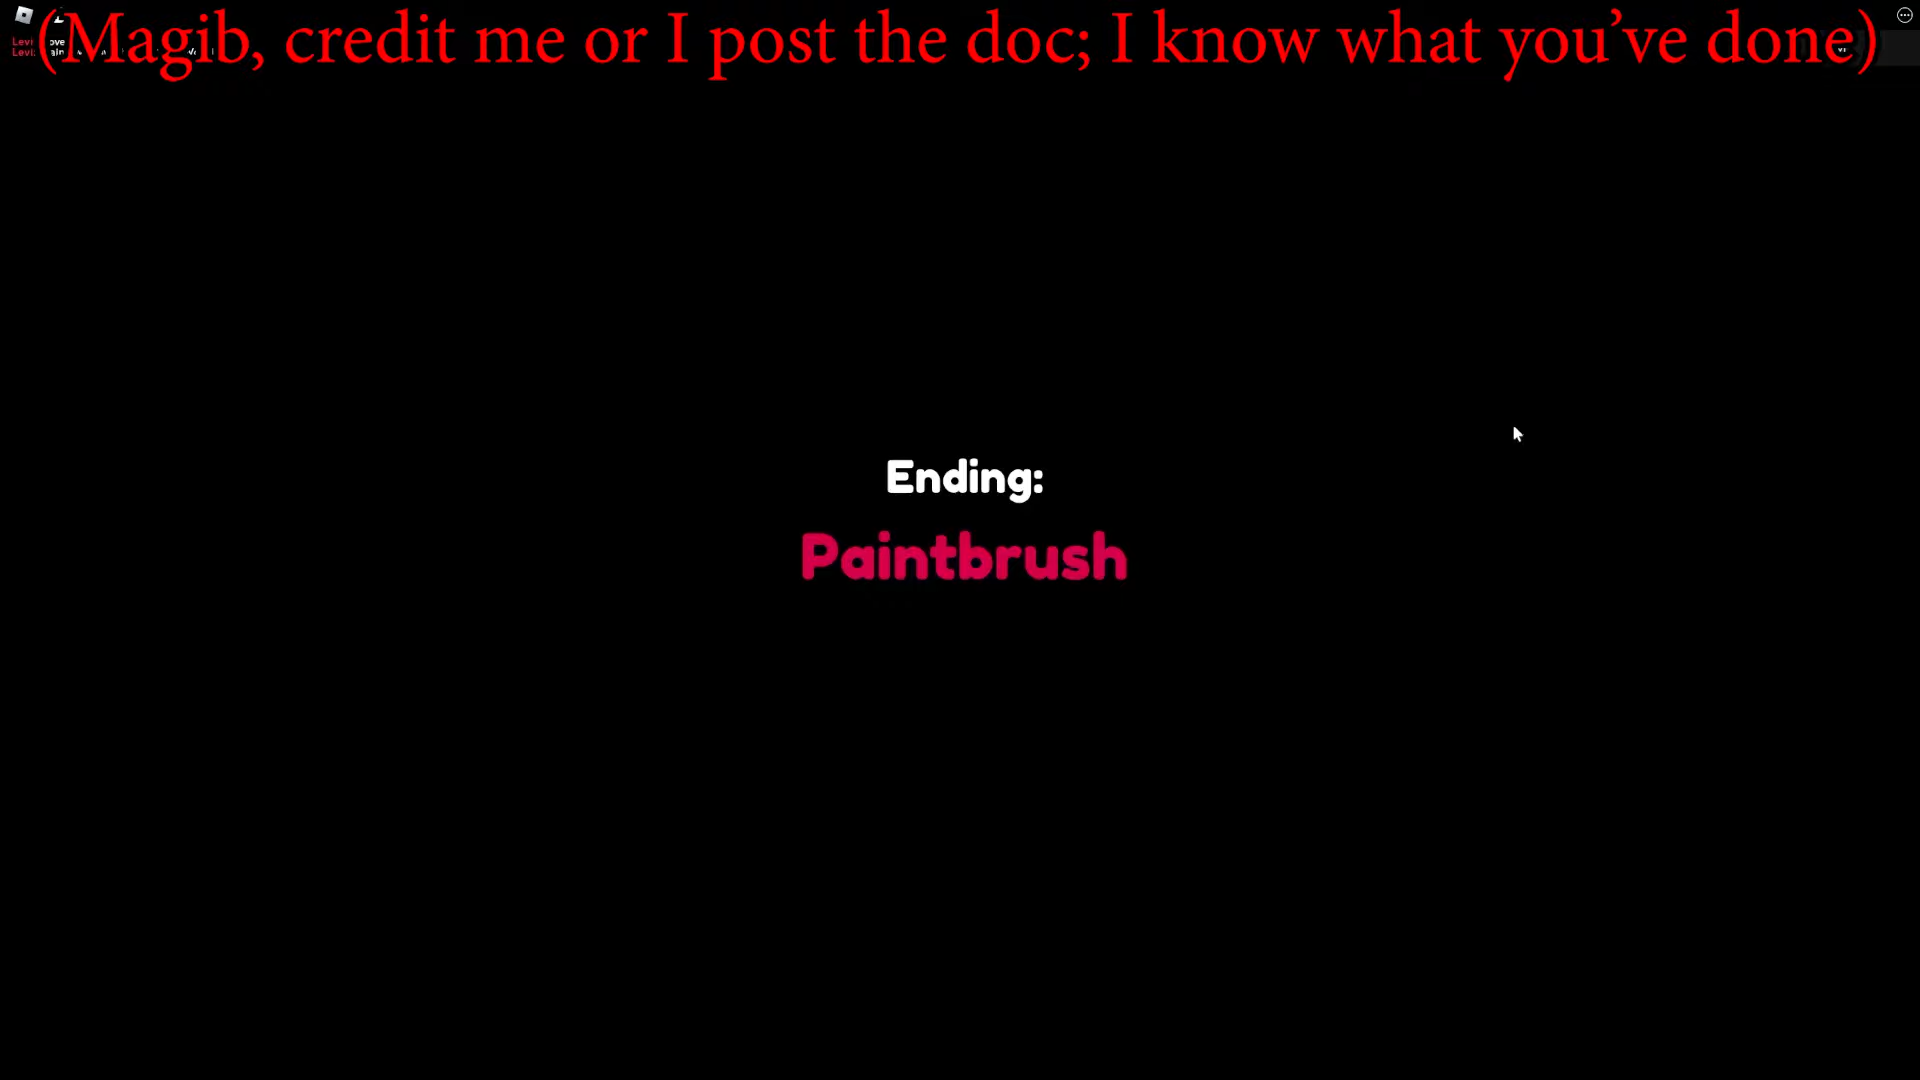 (Magib, credit me or I post the doc; I know what you’ve done)
Ending:
Paintbrush